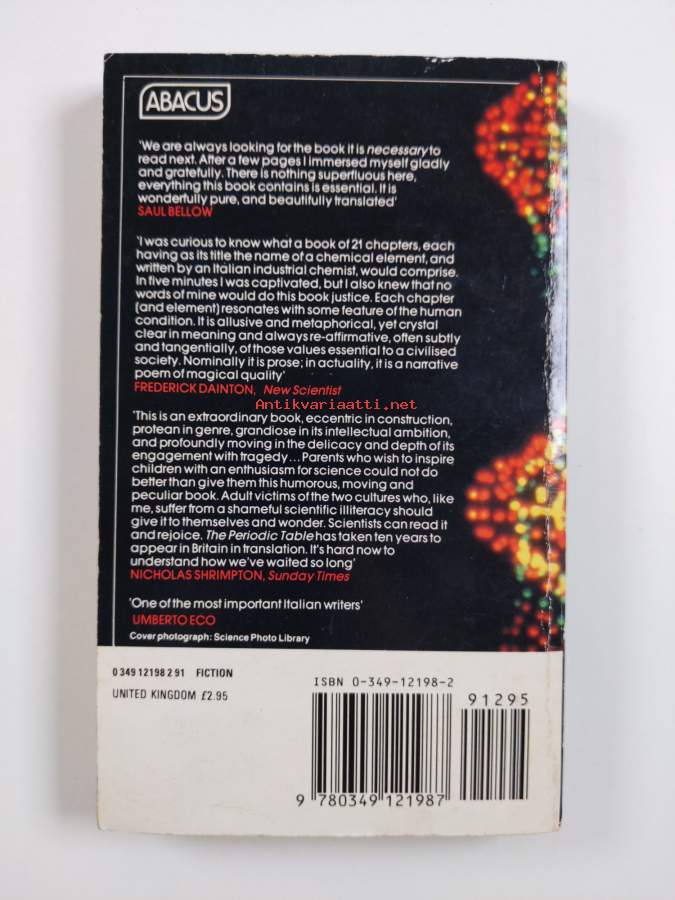 ABACUS
'We are always looking for the book it is necessary to
read next. After a few pages I immersed myself gladly
and gratefully. There is nothing superfluous here,
everything this book contains is essential. It is
wonderfully pure, and beautifully translated'
SAUL BELLOW
'I was curious to know what a book of 21 chapters, each
having as its title the name of a chemical element, and
written by an Italian industrial chemist, would comprise.
In five minutes I was captivated, but I also knew that no
words of mine would do this book justice. Each chapter
(and element) resonates with some feature of the human
condition. It is allusive and metaphorical, yet crystal
clear in meaning and always re-affirmative, often subtly
and tangentially, of those values essential to a civilised
society. Nominally it is prose; in actuality, it is a narrative
poem of magical quality'
FREDERICK DAINTON, New Scientist
Antikvariaatti.net
'This is an extraordinary book, eccentric in construction,
protean in genre, grandiose in its intellectual ambition,
and profoundly moving in the delicacy and depth of its
engagement with tragedy... Parents who wish to inspire
children with an enthusiasm for science could not do
better than give them this humorous, moving and
peculiar book. Adult victims of the two cultures who, like
me, suffer from a shameful scientific illiteracy should
give it to themselves and wonder. Scientists can read it
and rejoice. The Periodic Table has taken ten years to
appear in Britain in translation. It's hard now to
understand how we've waited so long'
NICHOLAS SHRIMPTON, Sunday Times
'One of the most important Italian writers'
UMBERTO ECO
Cover photograph: Science Photo Library
0 349 12198 2 91 FICTION
UNITED KINGDOM £2.95
ISBN 0-349-12198-2
91295
9 780349 121987